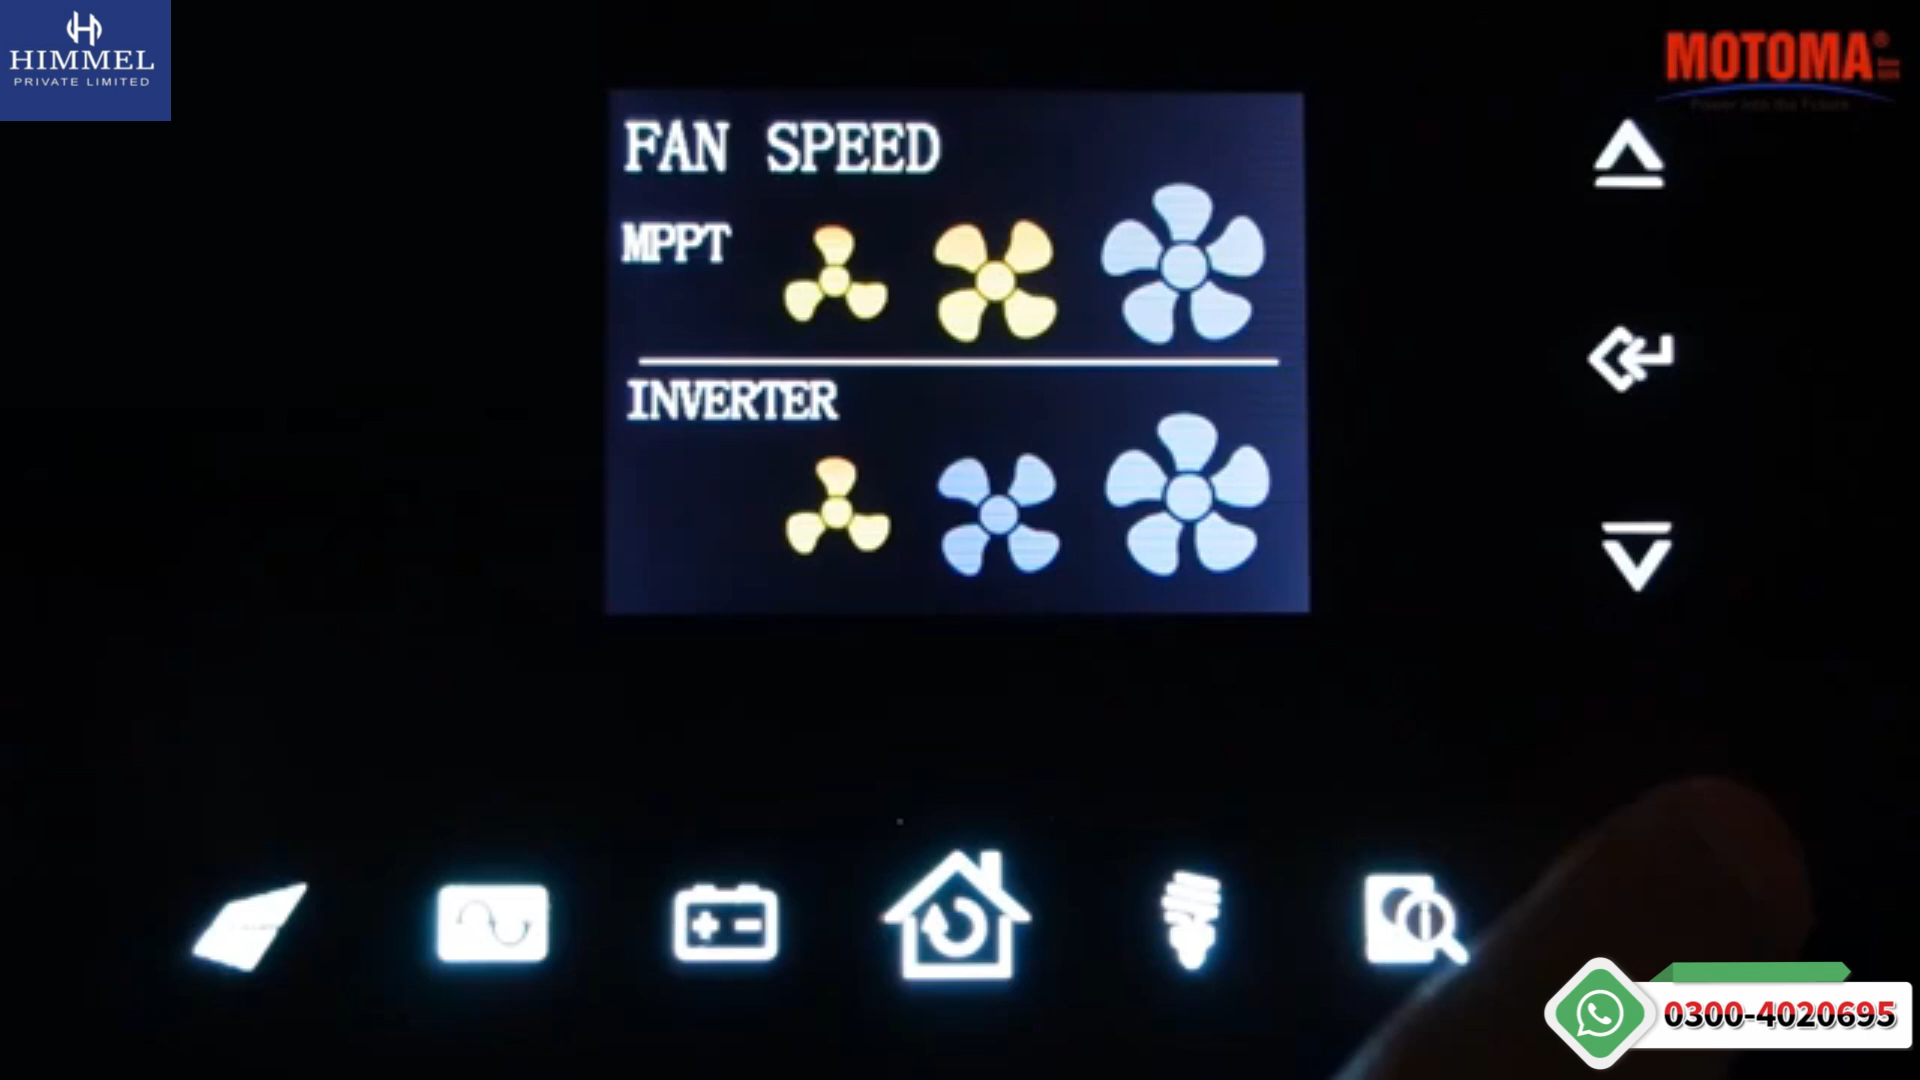 HIMMEL
PRIVATE LIMITED
MOTOMA®
FAN SPEED
MPPT
INVERTER
0300-4020695